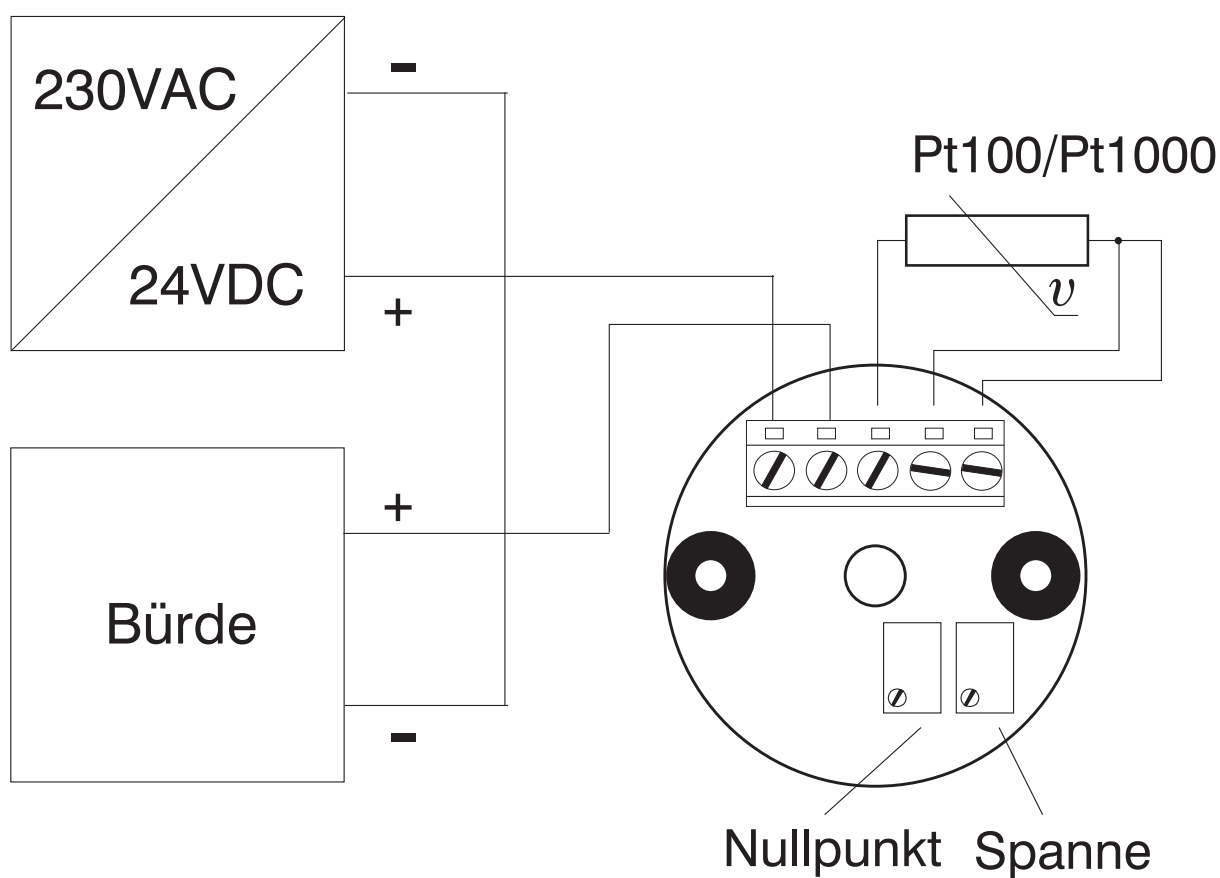 230VAC
-
24VDC
+
Pt100/Pt1000
υ
+
Bürde
-
Nullpunkt
Spanne